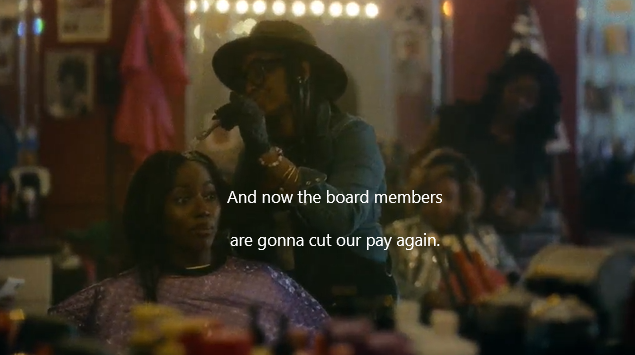 And now the board members
are gonna cut our pay again.